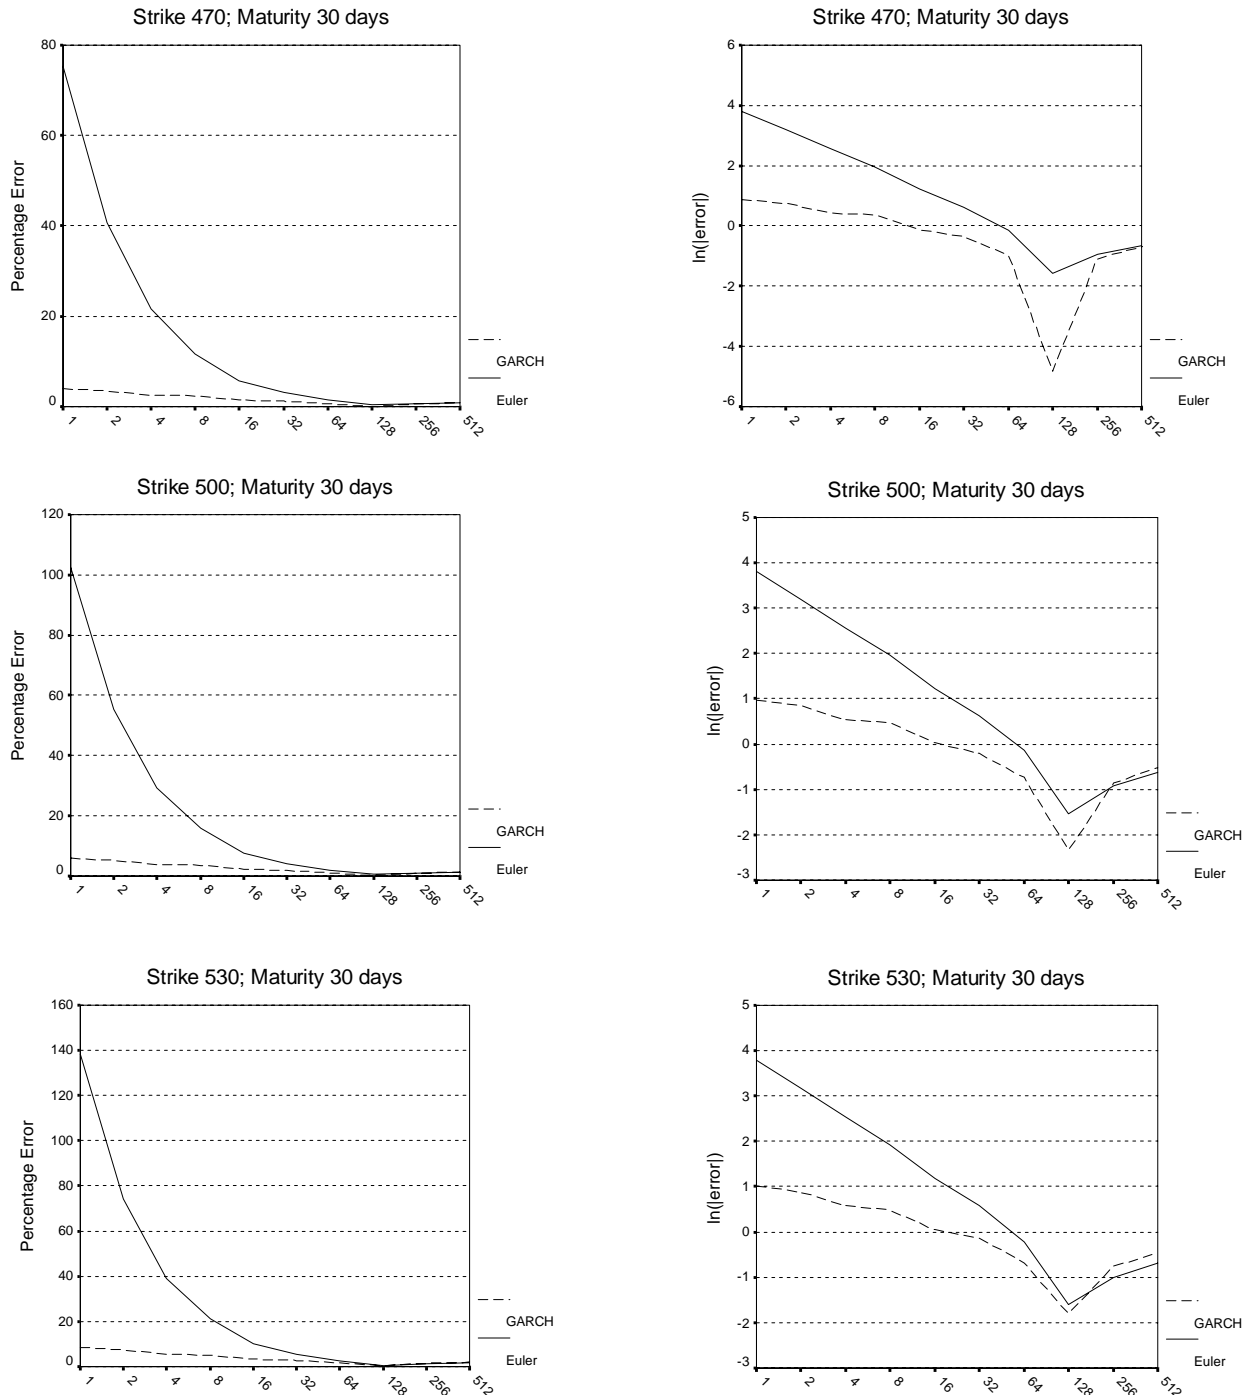 Strike 470; Maturity 30 days
Percentage Error
80
60
40
20
0
1 2 4 8 16 32 64 128 256 512
GARCH
Euler
Strike 470; Maturity 30 days
ln(|error|)
6
4
2
0
-2
-4
-6
1 2 4 8 16 32 64 128 256 512
GARCH
Euler
Strike 500; Maturity 30 days
Percentage Error
120
100
80
60
40
20
0
1 2 4 8 16 32 64 128 256 512
GARCH
Euler
Strike 500; Maturity 30 days
ln(|error|)
5
4
3
2
1
0
-1
-2
-3
1 2 4 8 16 32 64 128 256 512
GARCH
Euler
Strike 530; Maturity 30 days
Percentage Error
160
140
120
100
80
60
40
20
0
1 2 4 8 16 32 64 128 256 512
GARCH
Euler
Strike 530; Maturity 30 days
ln(|error|)
5
4
3
2
1
0
-1
-2
-3
1 2 4 8 16 32 64 128 256 512
GARCH
Euler